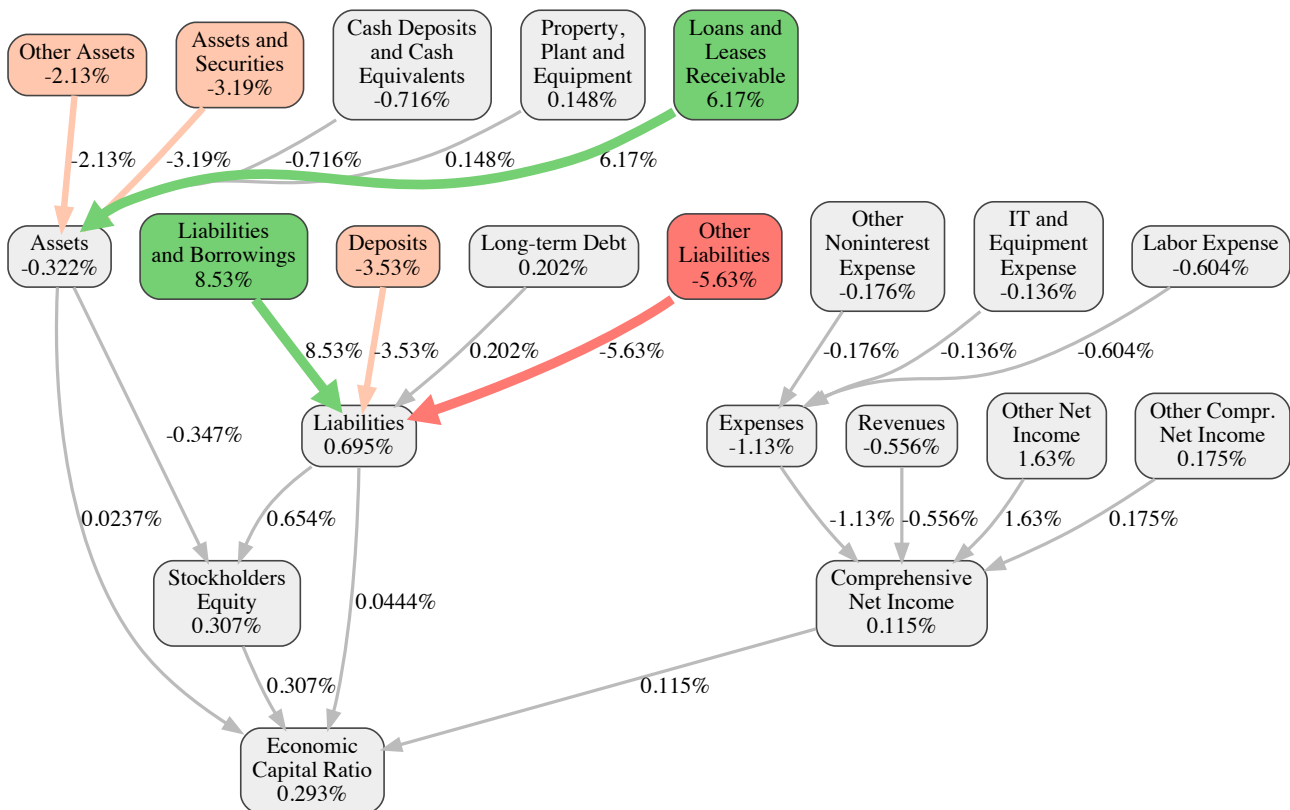 Other Assets
-2.13%
Assets and
Securities
-3.19%
Cash Deposits
and Cash
Equivalents
-0.716%
Property,
Plant and
Equipment
0.148%
Loans and
Leases
Receivable
6.17%
-2.13%
-3.19%
-0.716%
0.148%
6.17%
Assets
-0.322%
Liabilities
and Borrowings
8.53%
Deposits
-3.53%
Long-term Debt
0.202%
Other
Liabilities
-5.63%
Other
Noninterest
Expense
-0.176%
IT and
Equipment
Expense
-0.136%
Labor Expense
-0.604%
8.53%
-3.53%
0.202%
-5.63%
-0.176%
-0.136%
-0.604%
-0.347%
Liabilities
0.695%
Expenses
-1.13%
Revenues
-0.556%
Other Net
Income
1.63%
Other Compr.
Net Income
0.175%
0.0237%
0.654%
0.0444%
-1.13%
-0.556%
1.63%
0.175%
Stockholders
Equity
0.307%
Comprehensive
Net Income
0.115%
0.307%
0.115%
Economic
Capital Ratio
0.293%